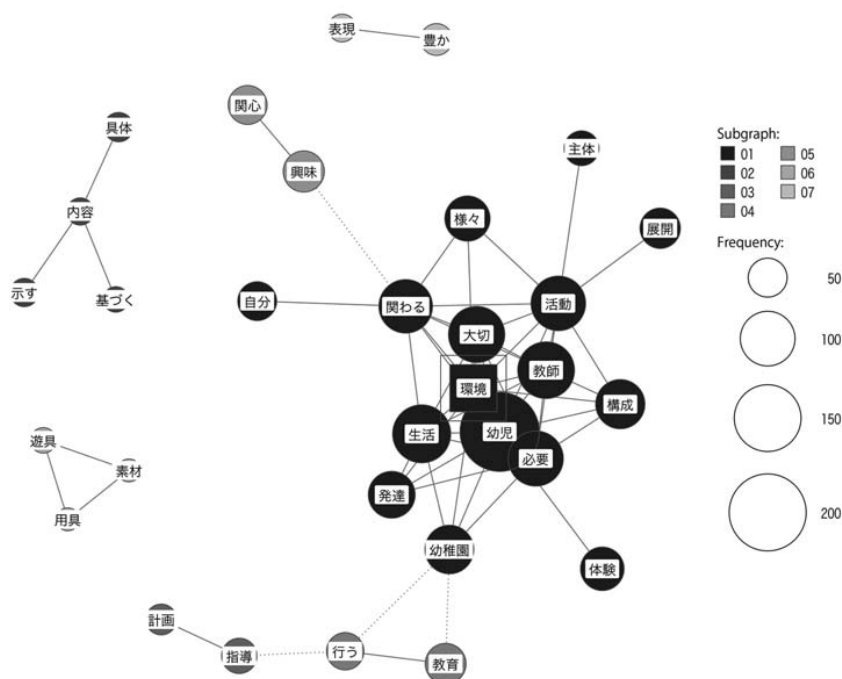 表現
豊か
関心
具体
主体
興味
内容
様々
展開
示す
基づく
自分
関わる
活動
大切
教師
環境
構成
生活
幼児
遊具
必要
素材
発達
用具
幼稚園
体験
計画
指導
行う
教育
Subgraph:
01
02
03
04
05
06
07
Frequency:
50
100
150
200